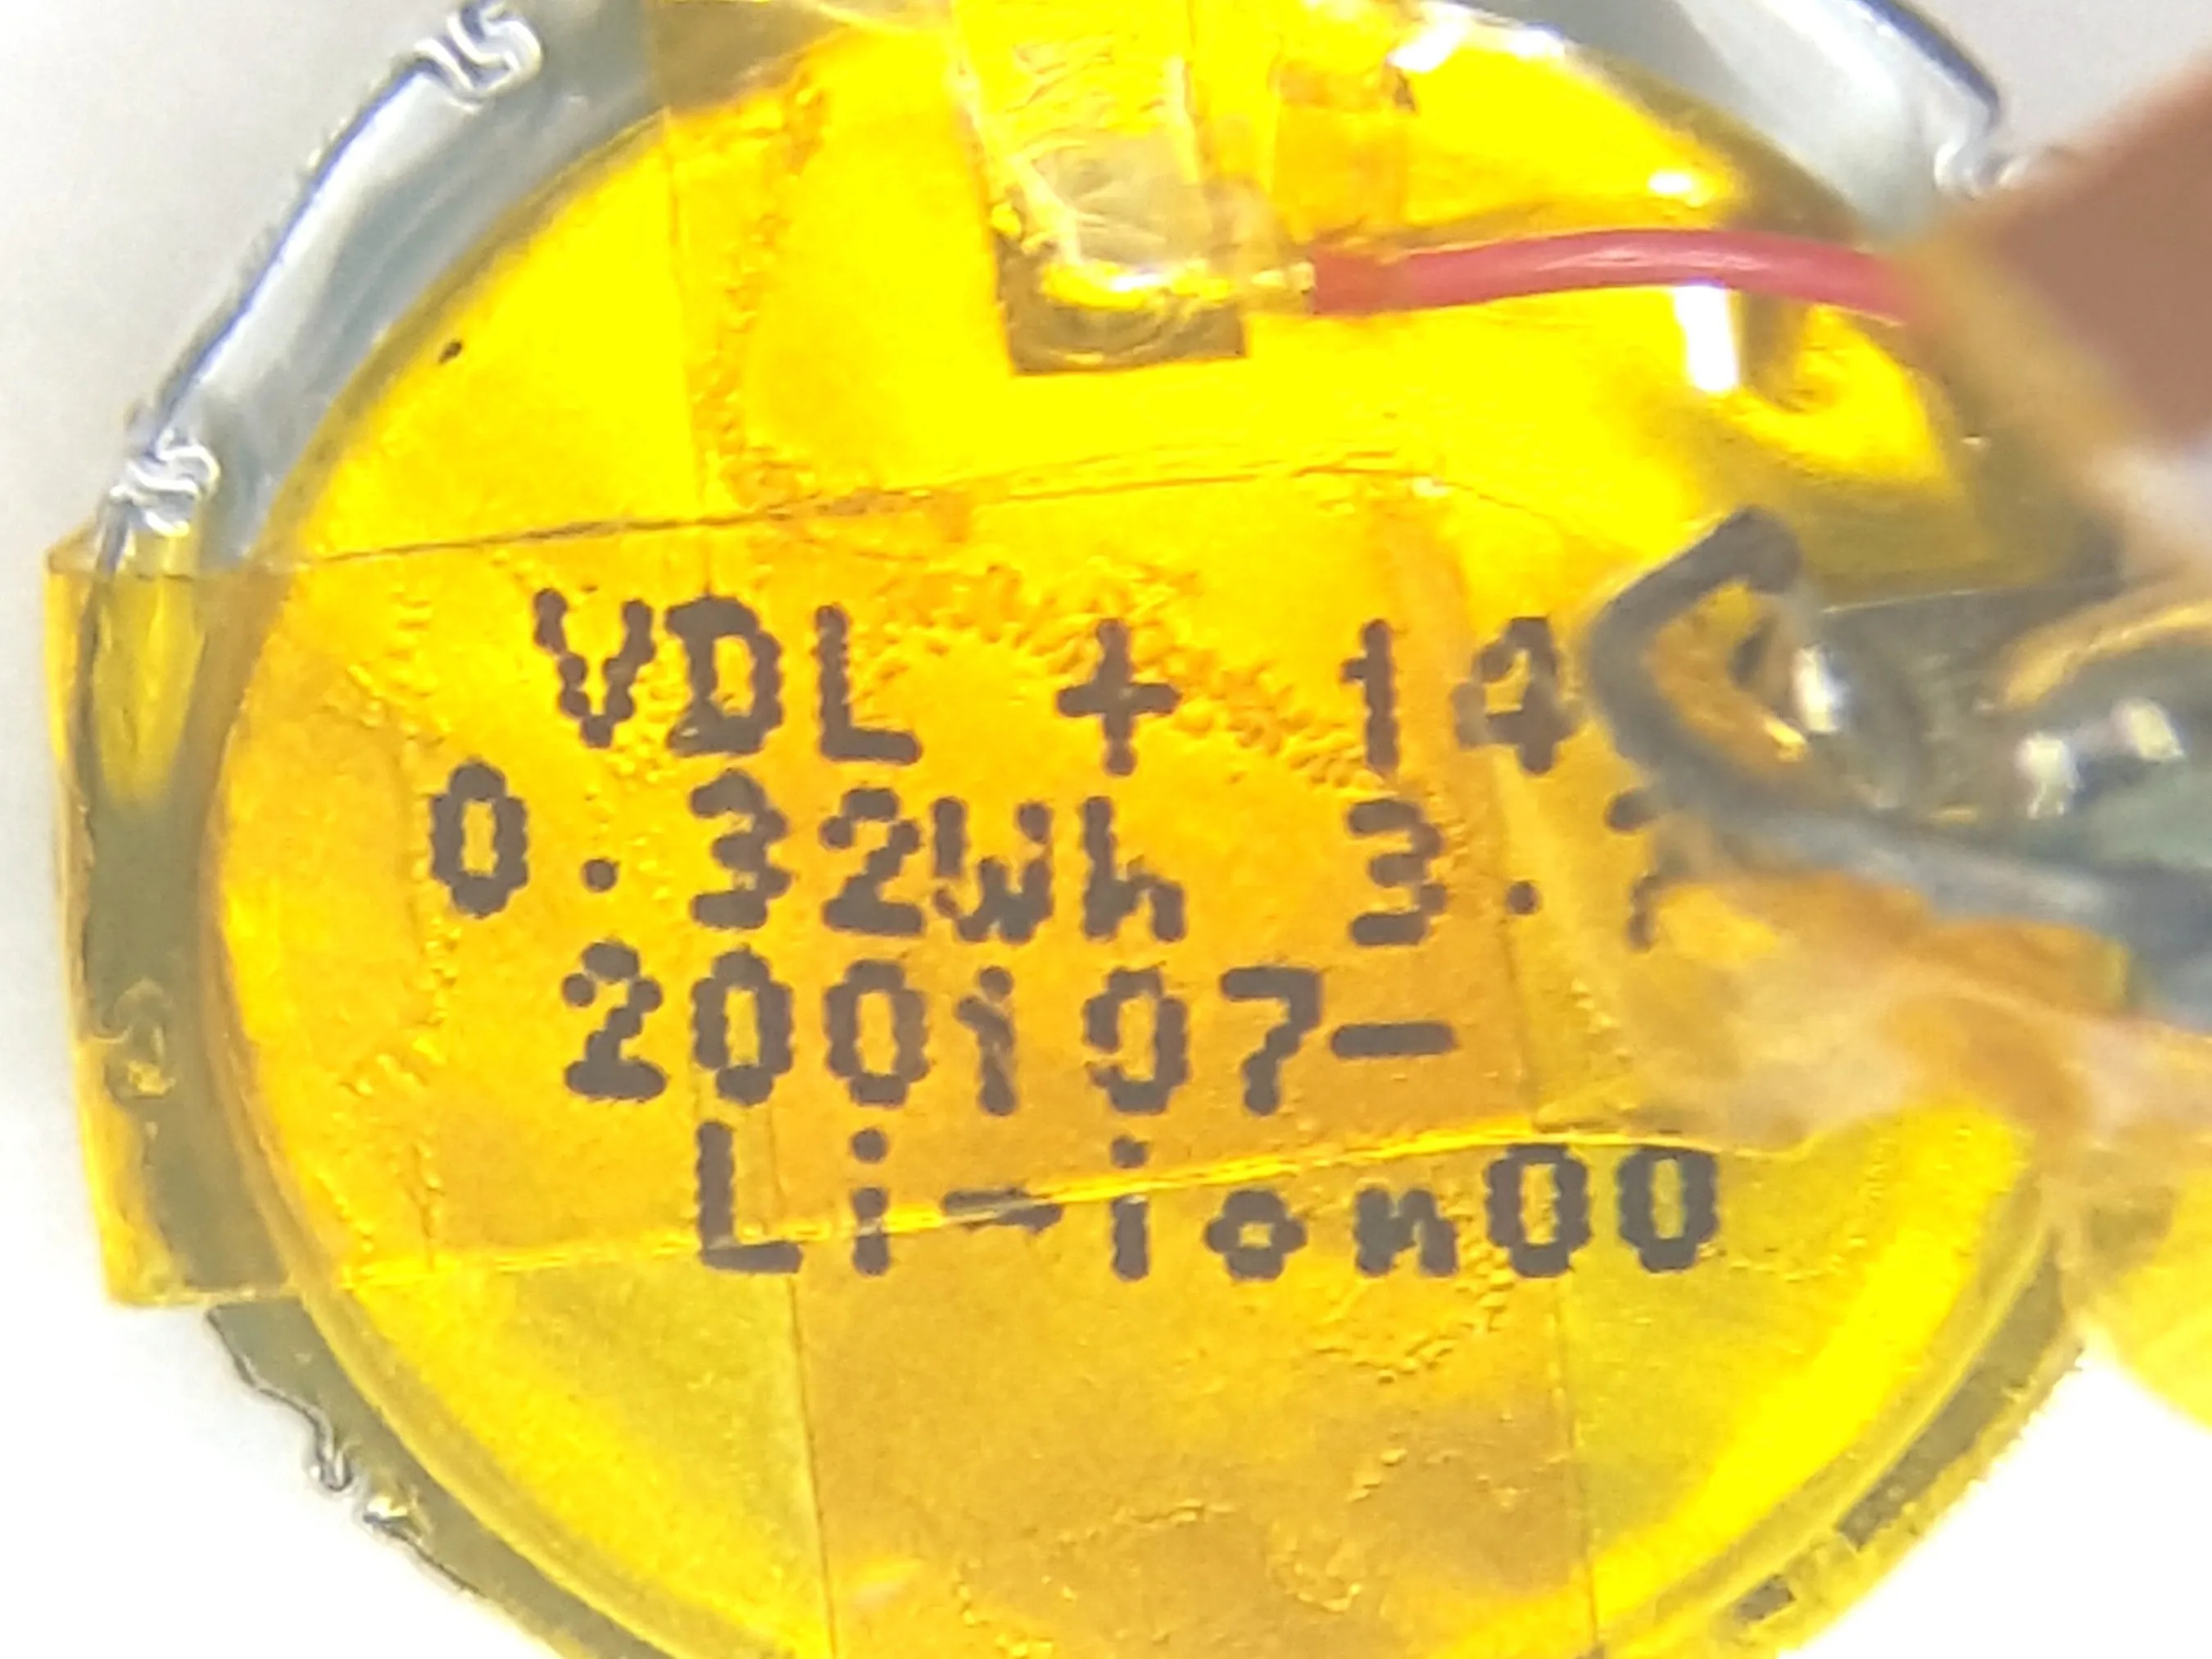 VDL + 14
0.32Wh 3.
200107-
Li-ion00